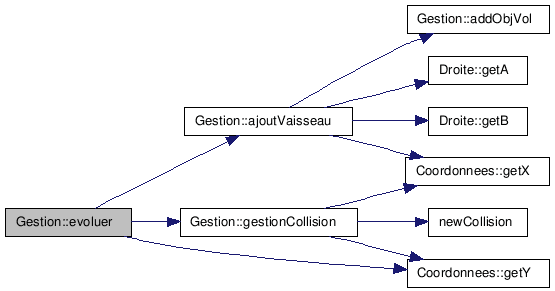 Gestion::addObjVol
Droite::getA
Gestion::ajoutVaisseau
Droite::getB
Coordonnees::getX
Gestion::evoluer
Gestion::gestionCollision
newCollision
Coordonnees::getY